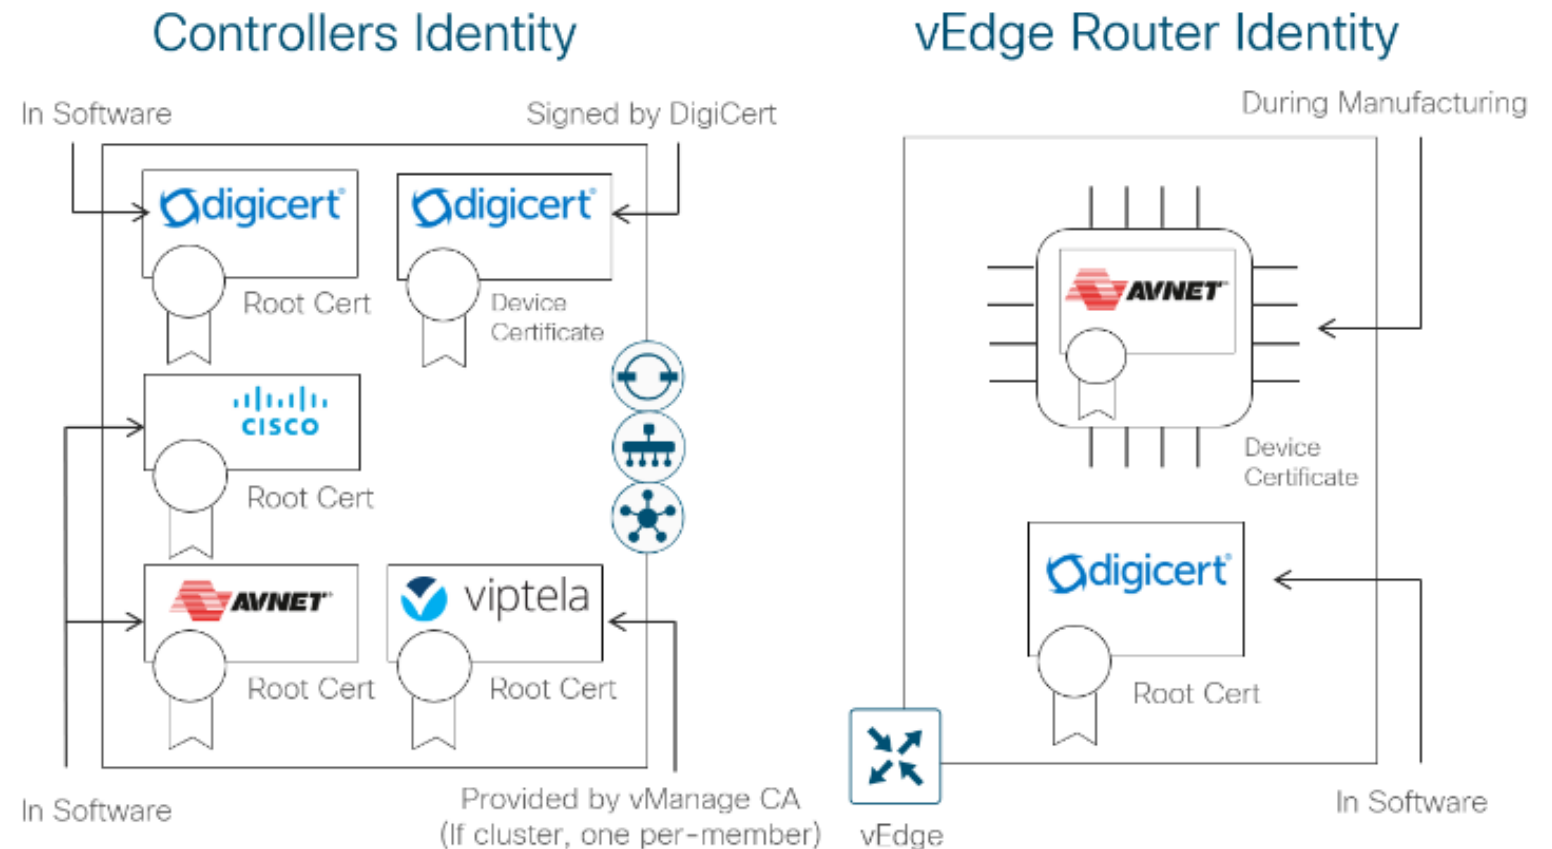 Controllers Identity
vEdge Router Identity
In Software
Signed by DigiCert
During Manufacturing
digicert®
digicert®
Root Cert
Device
Certificate
CISCO
Root Cert
AVNET
Root Cert
viptela
Root Cert
In Software
Provided by vManage CA
(If cluster, one per-member)
AVNET
Device
Certificate
digicert®
Root Cert
vEdge
In Software